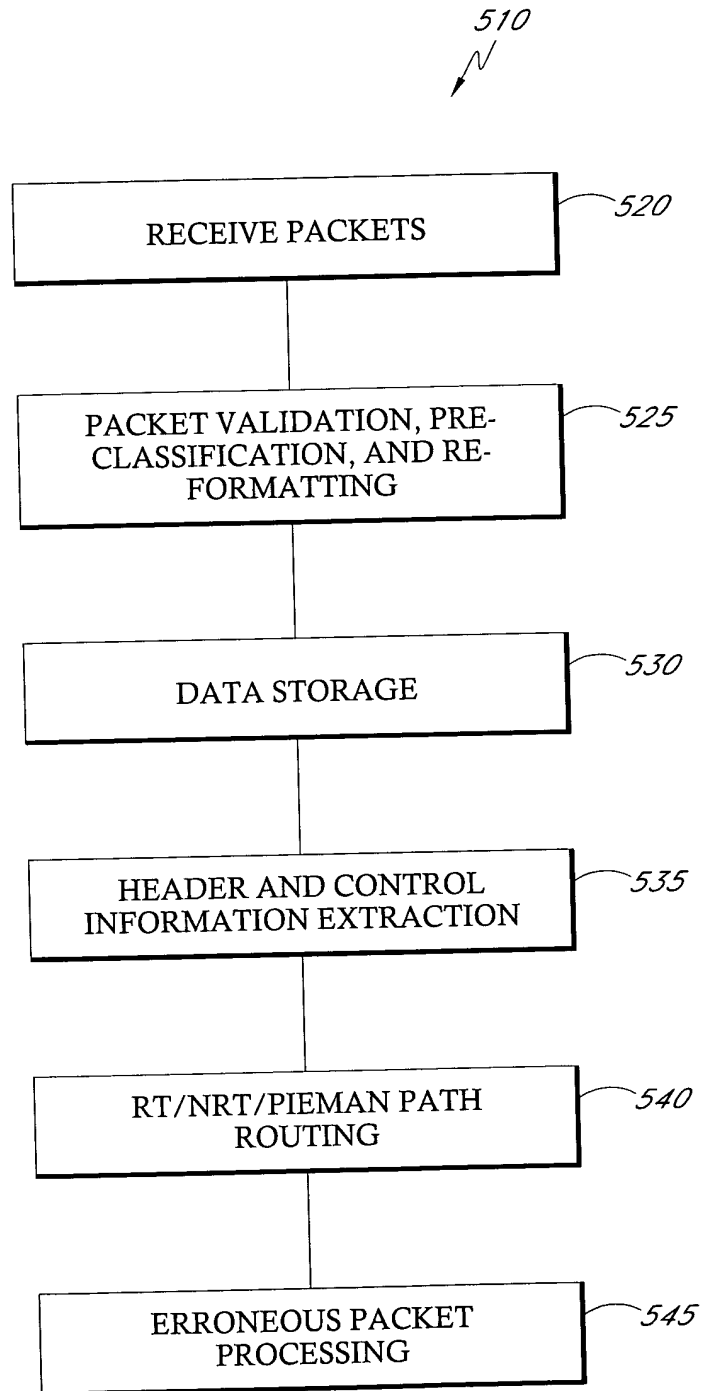 510
RECEIVE PACKETS
520
PACKET VALIDATION, PRE-
CLASSIFICATION, AND RE-
FORMATTING
525
DATA STORAGE
530
HEADER AND CONTROL
INFORMATION EXTRACTION
535
RT/NRT/PIEMAN PATH
ROUTING
540
ERRONEOUS PACKET
PROCESSING
545